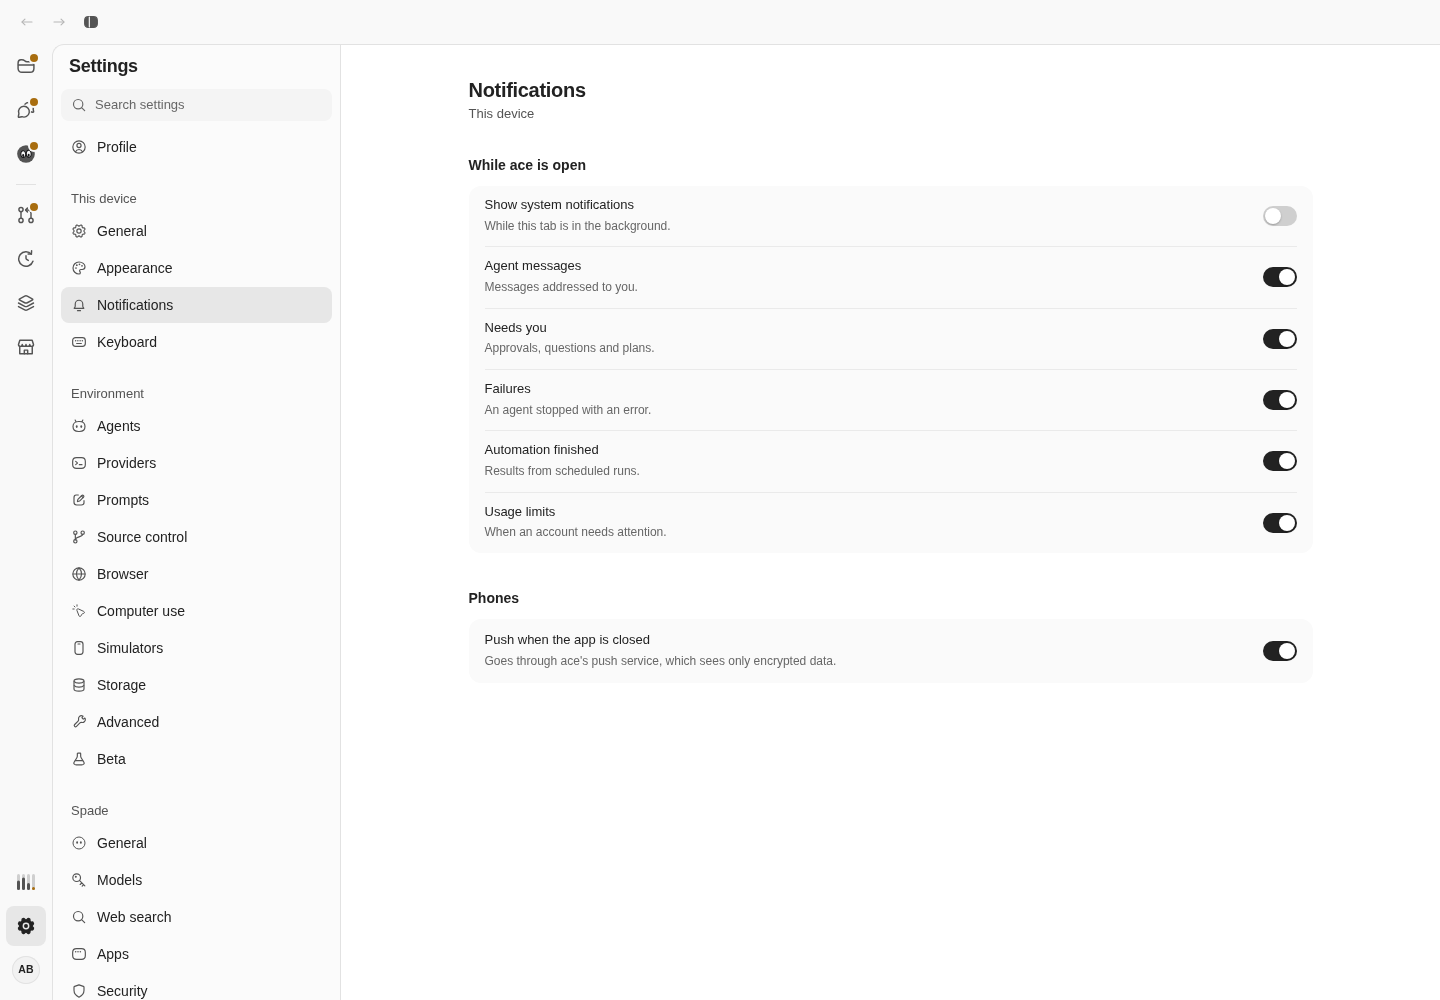 Settings
Search settings
Profile
This device
General
Appearance
Notifications
Keyboard
Environment
Agents
Providers
Prompts
Source control
Browser
Computer use
Simulators
Storage
Advanced
Beta
Spade
General
Models
Web search
Apps
Security
AB
Notifications
This device
While ace is open
Show system notifications
While this tab is in the background.
Agent messages
Messages addressed to you.
Needs you
Approvals, questions and plans.
Failures
An agent stopped with an error.
Automation finished
Results from scheduled runs.
Usage limits
When an account needs attention.
Phones
Push when the app is closed
Goes through ace's push service, which sees only encrypted data.